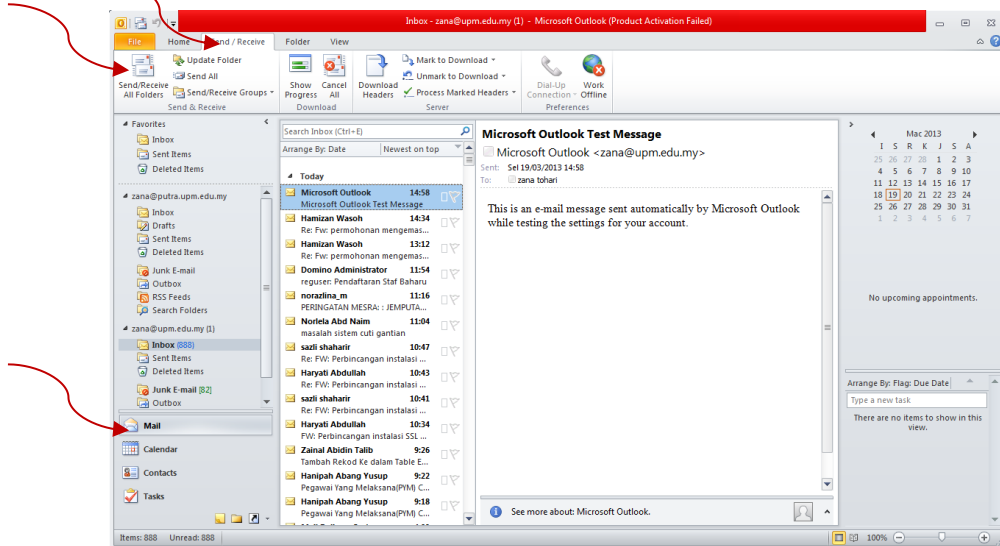 Inbox - zana@upm.edu.my (1) - Microsoft Outlook (Product Activation Failed)
File Home Send / Receive Folder View
Send/Receive All Folders
Update Folder
Send All
Send/Receive Groups
Send & Receive
Show Progress
Cancel All
Download
Download Headers
Mark to Download
Unmark to Download
Process Marked Headers
Server
Dial-Up Connection
Work Offline
Preferences
Favorites
Inbox
Sent Items
Deleted Items
zana@putra.upm.edu.my
Inbox
Drafts
Sent Items
Deleted Items
Junk E-mail
Outbox
RSS Feeds
Search Folders
zana@upm.edu.my (1)
Inbox (888)
Sent Items
Deleted Items
Junk E-mail [82]
Outbox
Mail
Calendar
Contacts
Tasks
Search Inbox (Ctrl+E)
Arrange By: Date Newest on top
Today
Microsoft Outlook 14:58
Microsoft Outlook Test Message
Hamizan Wasoh 14:34
Re: Fw: permohonan mengemas...
Hamizan Wasoh 13:12
Re: Fw: permohonan mengemas...
Domino Administrator 11:54
reguser: Pendaftaran Staf Baharu
norazlina_m 11:16
PERINGATAN MESRA: : JEMPUTA...
Norlela Abd Naim 11:04
masalah sistem cuti gantian
sazli shaharir 10:47
Re: FW: Perbincangan instalasi ...
Haryati Abdullah 10:43
Re: FW: Perbincangan instalasi ...
sazli shaharir 10:41
Re: FW: Perbincangan instalasi ...
Haryati Abdullah 10:34
FW: Perbincangan instalasi SSL ...
Zainal Abidin Talib 9:26
Tambah Rekod Ke dalam Table E...
Hanipah Abang Yusup 9:22
Pegawai Yang Melaksana(PYM) C...
Hanipah Abang Yusup 9:18
Pegawai Yang Melaksana(PYM) C...
Microsoft Outlook Test Message
Microsoft Outlook <zana@upm.edu.my>
Sent: Sel 19/03/2013 14:58
To: zana tohari
This is an e-mail message sent automatically by Microsoft Outlook
while testing the settings for your account.
See more about: Microsoft Outlook.
Mac 2013
I S R K J S A
25 26 27 28 1 2 3
4 5 6 7 8 9 10
11 12 13 14 15 16 17
18 19 20 21 22 23 24
25 26 27 28 29 30 31
1 2 3 4 5 6 7
No upcoming appointments.
Arrange By: Flag: Due Date
Type a new task
There are no items to show in this
view.
Items: 888 Unread: 888
100%